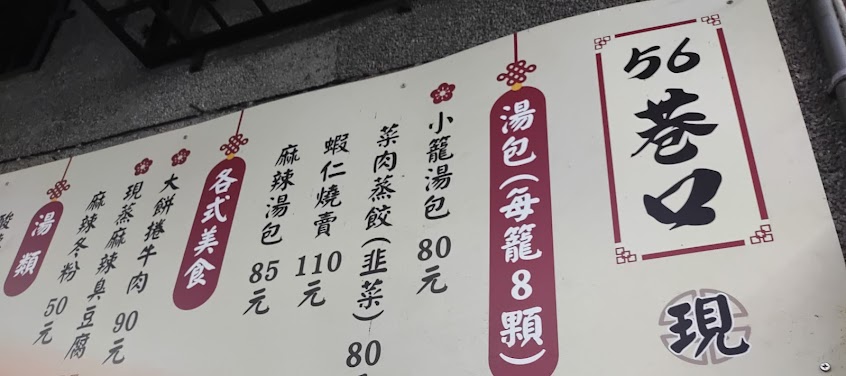 56巷口
現
湯包(每籠8顆)
小籠湯包 80元
菜肉蒸餃(韭菜) 80
蝦仁燒賣 110元
麻辣湯包 85元
各式美食
大餅捲牛肉 90元
現蒸麻辣臭豆腐
麻辣冬粉 50元
湯類
酸